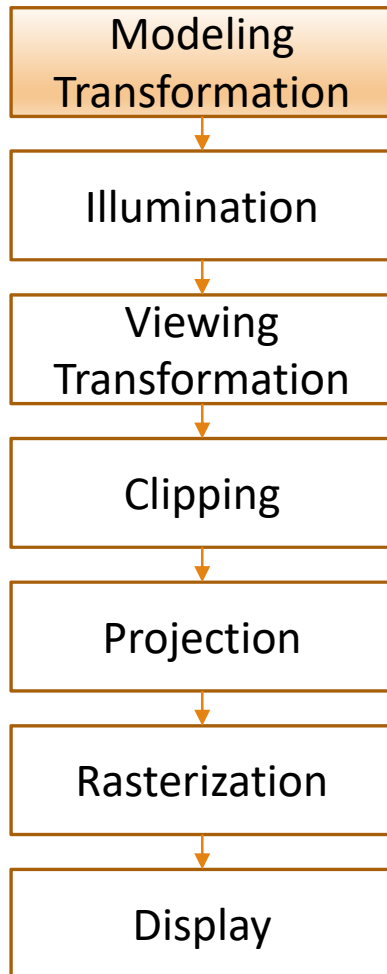 Modeling
Transformation
Illumination
Viewing
Transformation
Clipping
Projection
Rasterization
Display